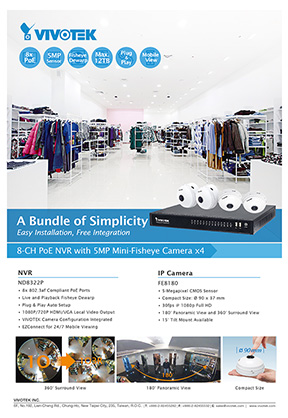 VIVOTEK
8x PoE
5MP Sensor
Fisheye Dewarp
Max. 12TB
Plug + Play
Mobile View
A Bundle of Simplicity
Easy Installation, Free Integration
8-CH PoE NVR with 5MP Mini-Fisheye Camera x4
NVR
ND8322P
• 8x 802.3af Compliant PoE Ports
• Live and Playback Fisheye Dewarp
• Plug & Play Auto Setup
• 1080P/720P HDMI/VGA Local Video Output
• VIVOTEK Camera Configuration Integrated
• EZConnect for 24/7 Mobile Viewing
IP Camera
FE8180
• 5-Megapixel CMOS Sensor
• Compact Size: Ø 90 x 37 mm
• 30fps @ 1080p Full HD
• 180° Panoramic View and 360° Surround View
• 15° Tilt Mount Available
Ø 90mm
360° Surround View
180° Panoramic View
Compact Size
VIVOTEK INC.